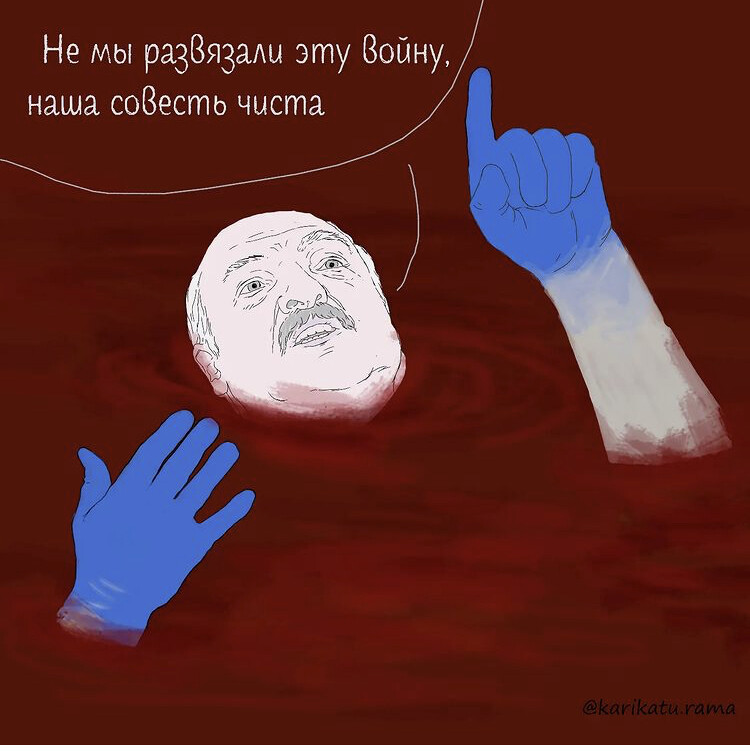 Не мы развязали эту войну,
наша совесть чиста
@karikatu.rama